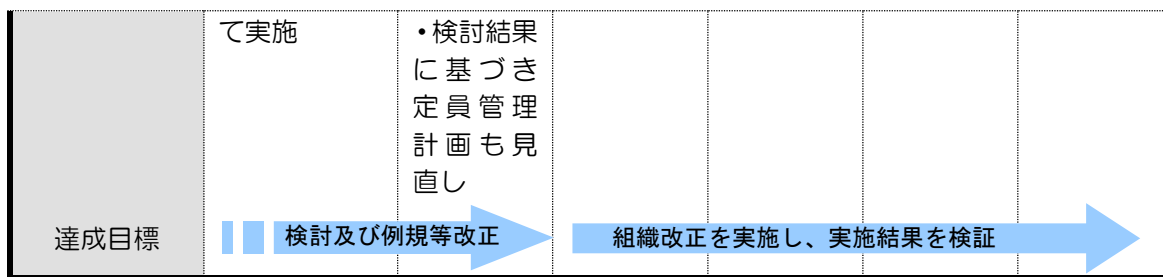 て実施
・検討結果
に基づき
定員管理
計画も見
直し
達成目標
検討及び例規等改正
組織改正を実施し、実施結果を検証